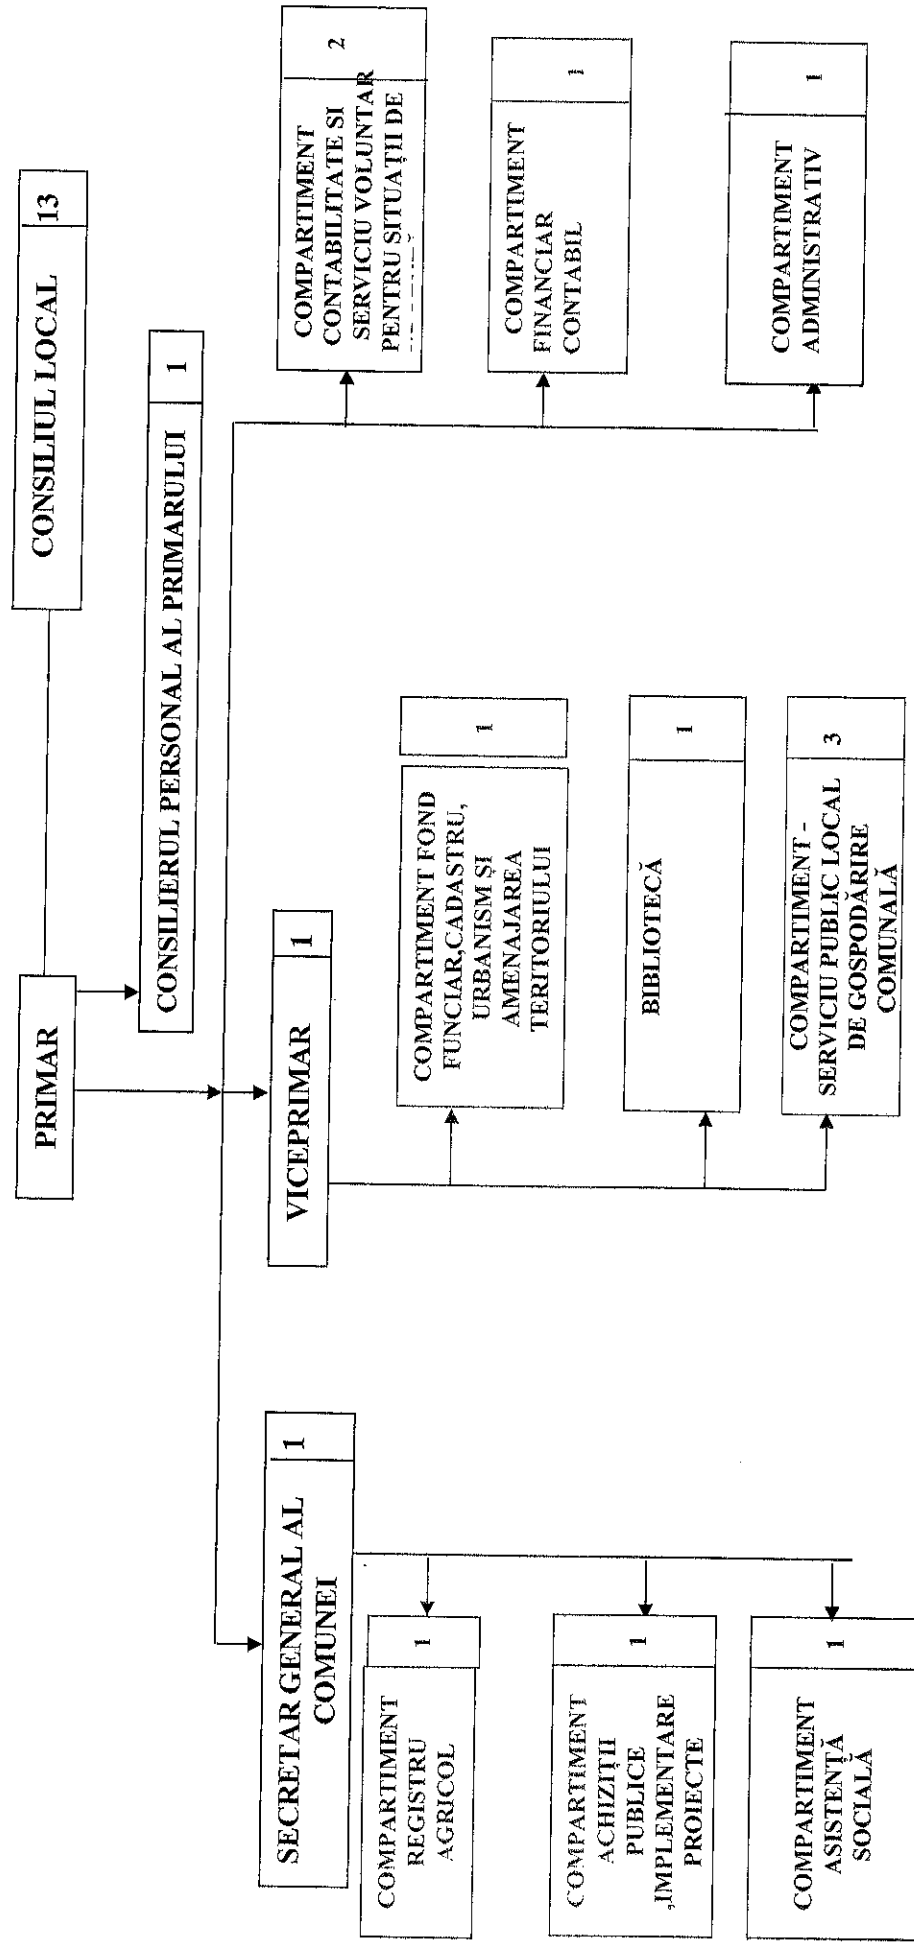 CONSILIUL LOCAL 13
PRIMAR
CONSILIERUL PERSONAL AL PRIMARULUI 1
SECRETAR GENERAL AL 1
COMUNEI
VICEPRIMAR 1
COMPARTIMENT
REGISTRU
AGRICOL
1
COMPARTIMENT
ACHIZIȚII
PUBLICE
,IMPLEMENTARE
PROIECTE
1
COMPARTIMENT
ASISTENȚĂ
SOCIALĂ
1
COMPARTIMENT FOND
FUNCIAR,CADASTRU,
URBANISM ȘI
AMENAJAREA
TERITORIULUI
1
BIBLIOTECĂ 1
COMPARTIMENT -
SERVICIU PUBLIC LOCAL
DE GOSPODĂRIRE
COMUNALĂ
3
COMPARTIMENT
CONTABILITATE SI
SERVICIU VOLUNTAR
PENTRU SITUAȚII DE
2
COMPARTIMENT
FINANCIAR
CONTABIL
1
COMPARTIMENT
ADMINISTRATIV
1